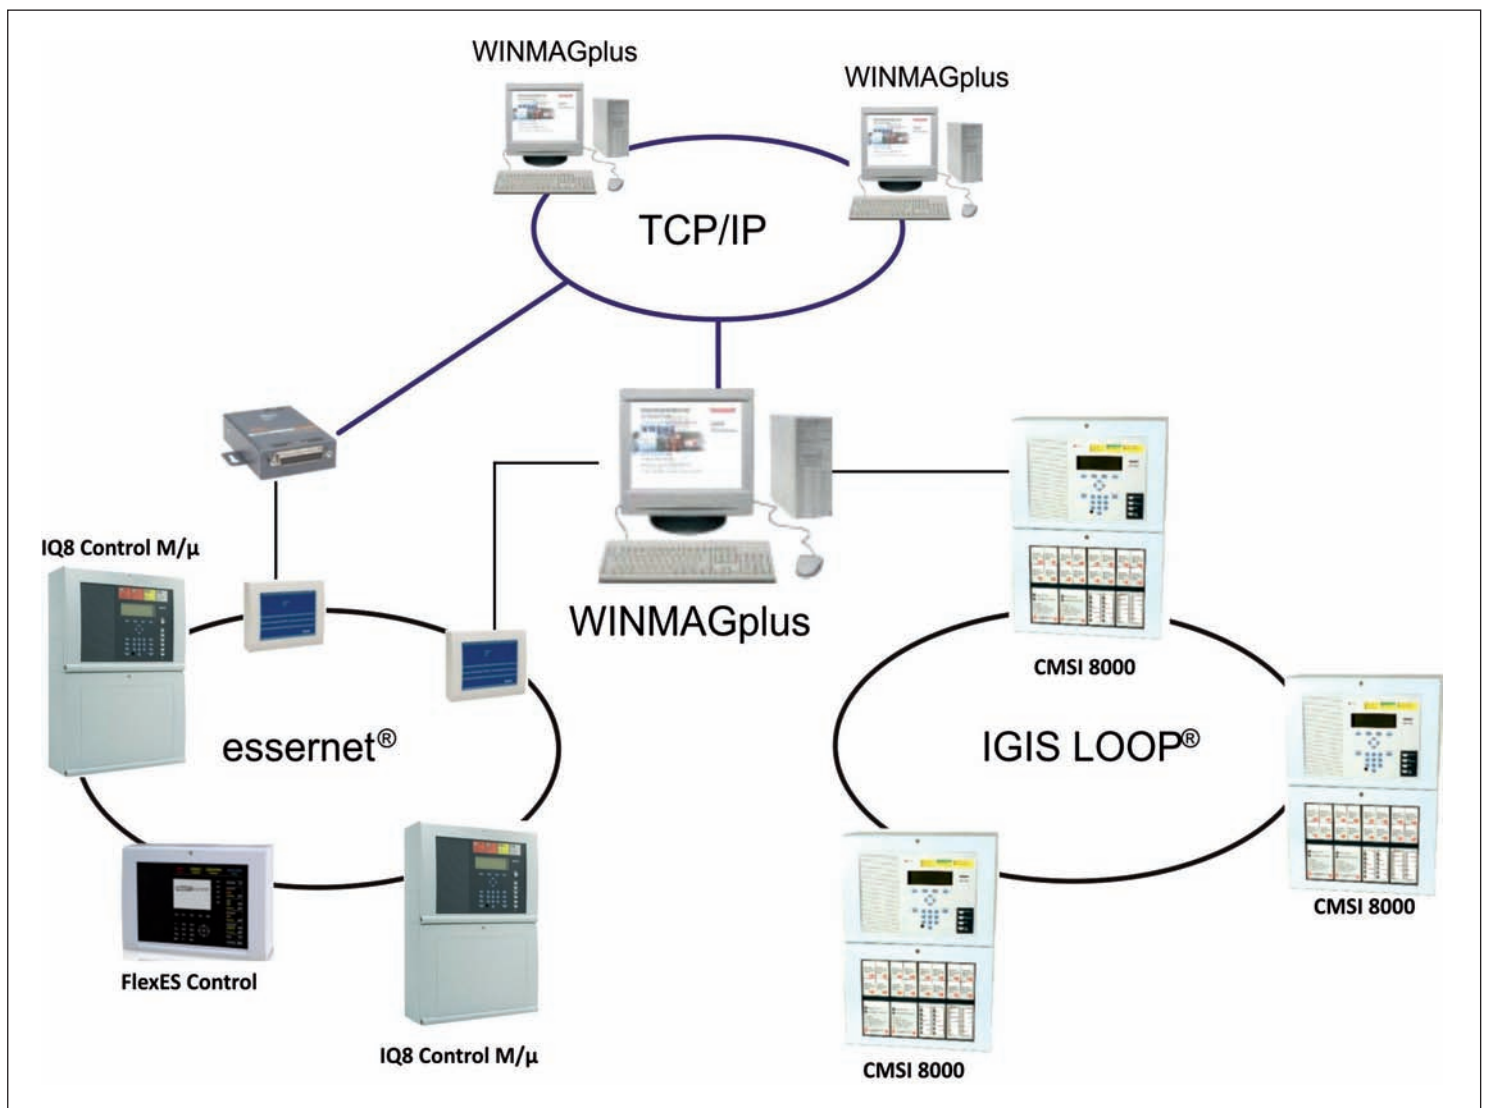 WINMAGplus
WINMAGplus
TCP/IP
IQ8 Control M/µ
WINMAGplus
CMSI 8000
essernet®
IGIS LOOP®
CMSI 8000
FlexES Control
IQ8 Control M/µ
CMSI 8000